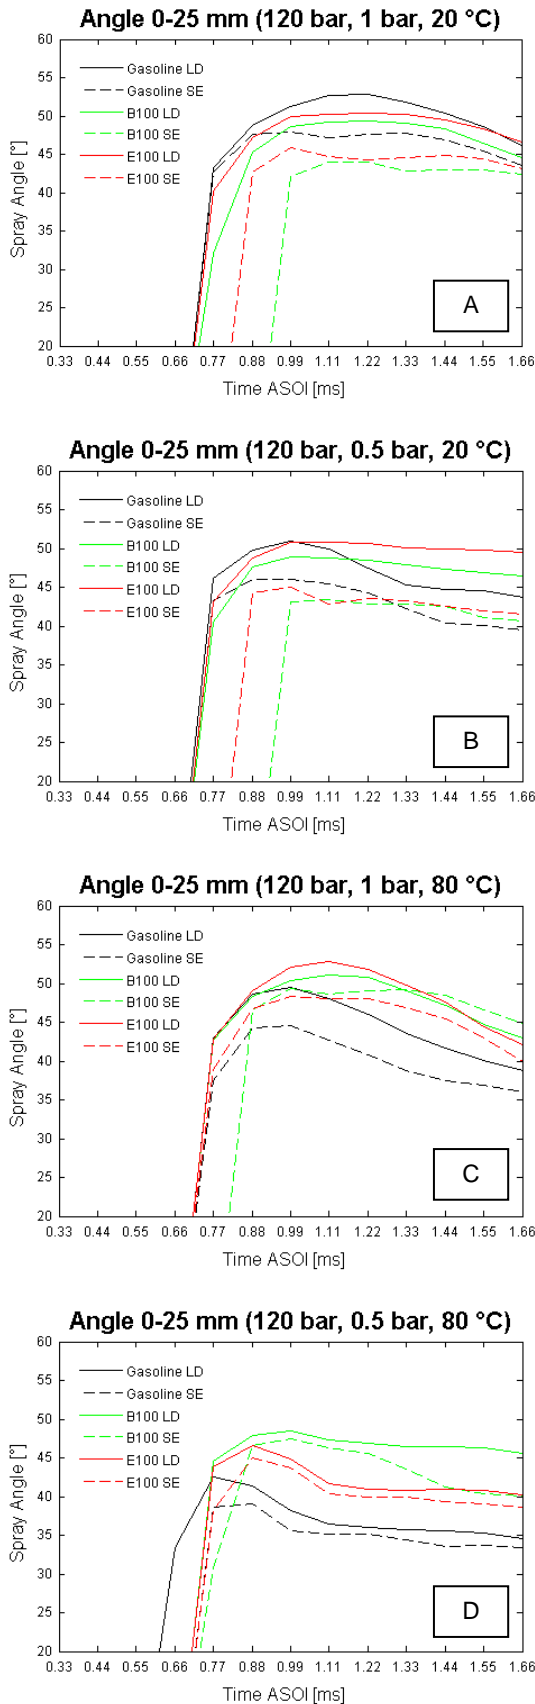 Angle 0-25 mm (120 bar, 1 bar, 20 °C)
60
55
50
45
40
35
30
25
20
Spray Angle [°]
Gasoline LD
Gasoline SE
B100 LD
B100 SE
E100 LD
E100 SE
A
0.33 0.44 0.55 0.66 0.77 0.88 0.99 1.11 1.22 1.33 1.44 1.55 1.66
Time ASOI [ms]
Angle 0-25 mm (120 bar, 0.5 bar, 20 °C)
60
55
50
45
40
35
30
25
20
Spray Angle [°]
Gasoline LD
Gasoline SE
B100 LD
B100 SE
E100 LD
E100 SE
B
0.33 0.44 0.55 0.66 0.77 0.88 0.99 1.11 1.22 1.33 1.44 1.55 1.66
Time ASOI [ms]
Angle 0-25 mm (120 bar, 1 bar, 80 °C)
60
55
50
45
40
35
30
25
20
Spray Angle [°]
Gasoline LD
Gasoline SE
B100 LD
B100 SE
E100 LD
E100 SE
C
0.33 0.44 0.55 0.66 0.77 0.88 0.99 1.11 1.22 1.33 1.44 1.55 1.66
Time ASOI [ms]
Angle 0-25 mm (120 bar, 0.5 bar, 80 °C)
60
55
50
45
40
35
30
25
20
Spray Angle [°]
Gasoline LD
Gasoline SE
B100 LD
B100 SE
E100 LD
E100 SE
D
0.33 0.44 0.55 0.66 0.77 0.88 0.99 1.11 1.22 1.33 1.44 1.55 1.66
Time ASOI [ms]